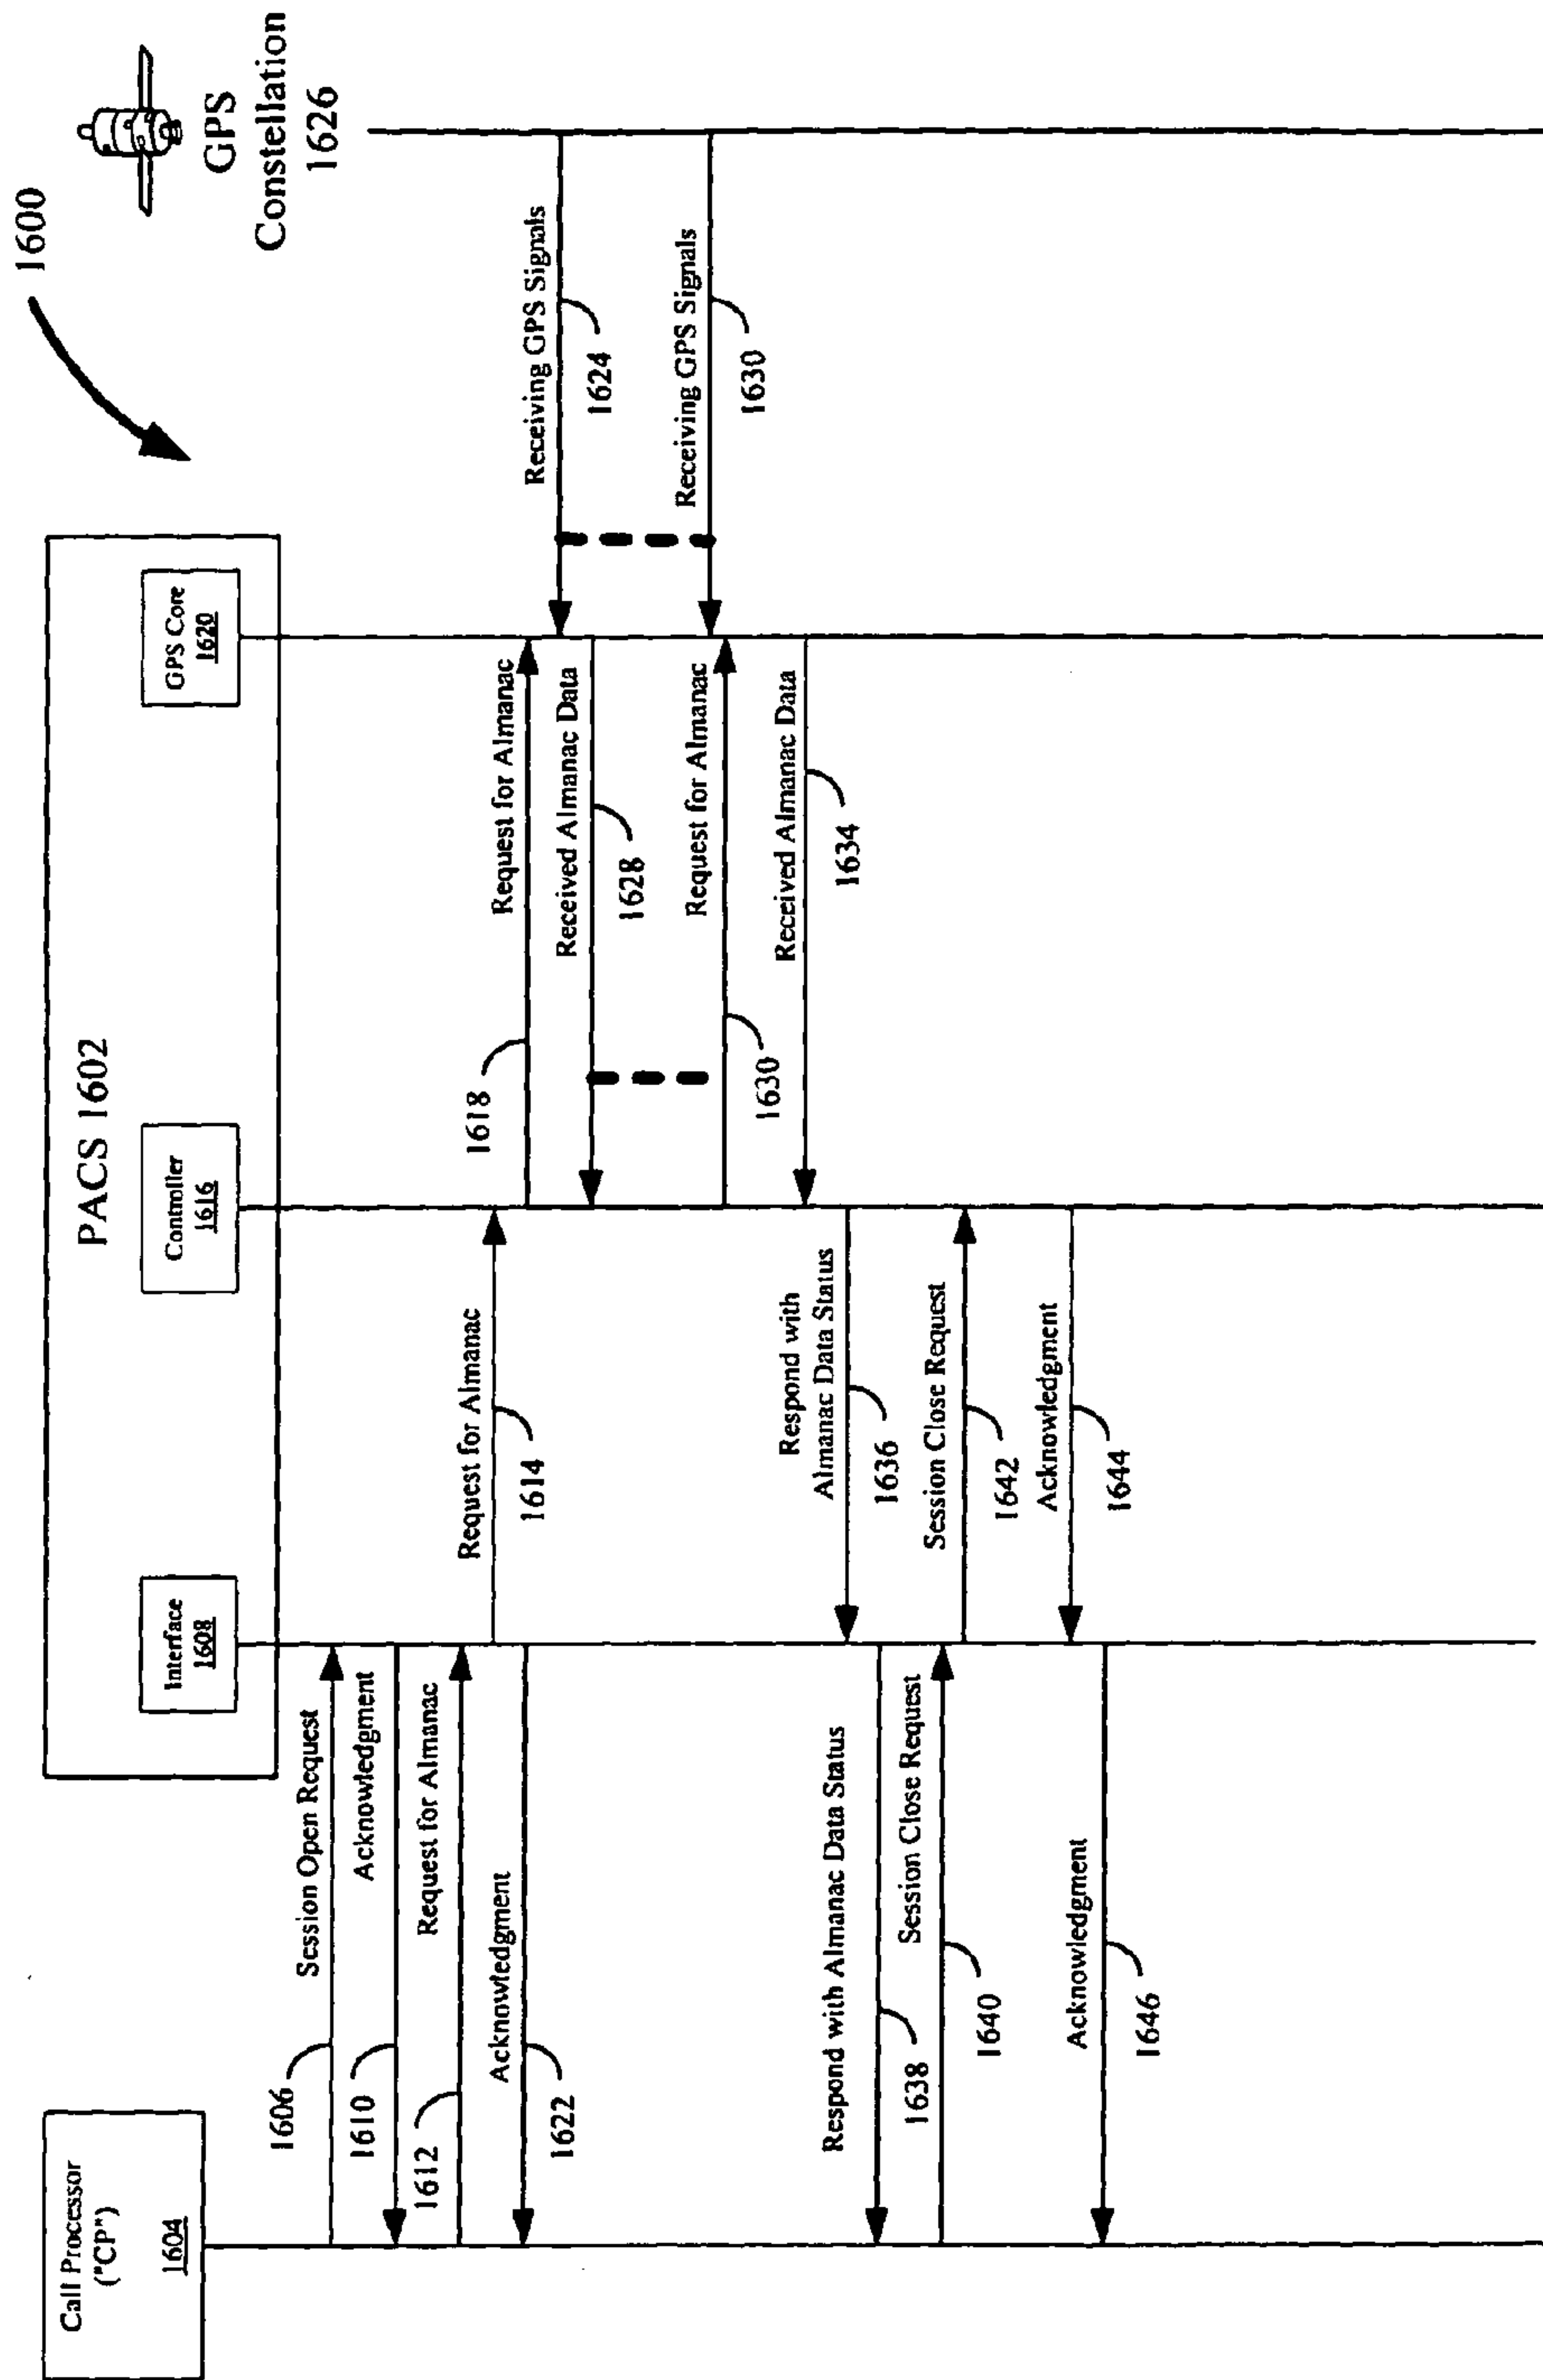 1600
GPS
Constellation
1626
PACS 1602
Call Processor
("CP")
1604
Interface
1608
Controller
1616
GPS Core
1620
Session Open Request
1606
Acknowledgment
1610
Request for Almanac
1612
Request for Almanac
1614
Acknowledgment
1622
Request for Almanac
1618
Receiving GPS Signals
1624
Received Almanac Data
1628
Receiving GPS Signals
1630
Request for Almanac
1630
Received Almanac Data
1634
Respond with
Almanac Data Status
1636
Respond with Almanac Data Status
1638
Session Close Request
1640
Session Close Request
1642
Acknowledgment
1644
Acknowledgment
1646